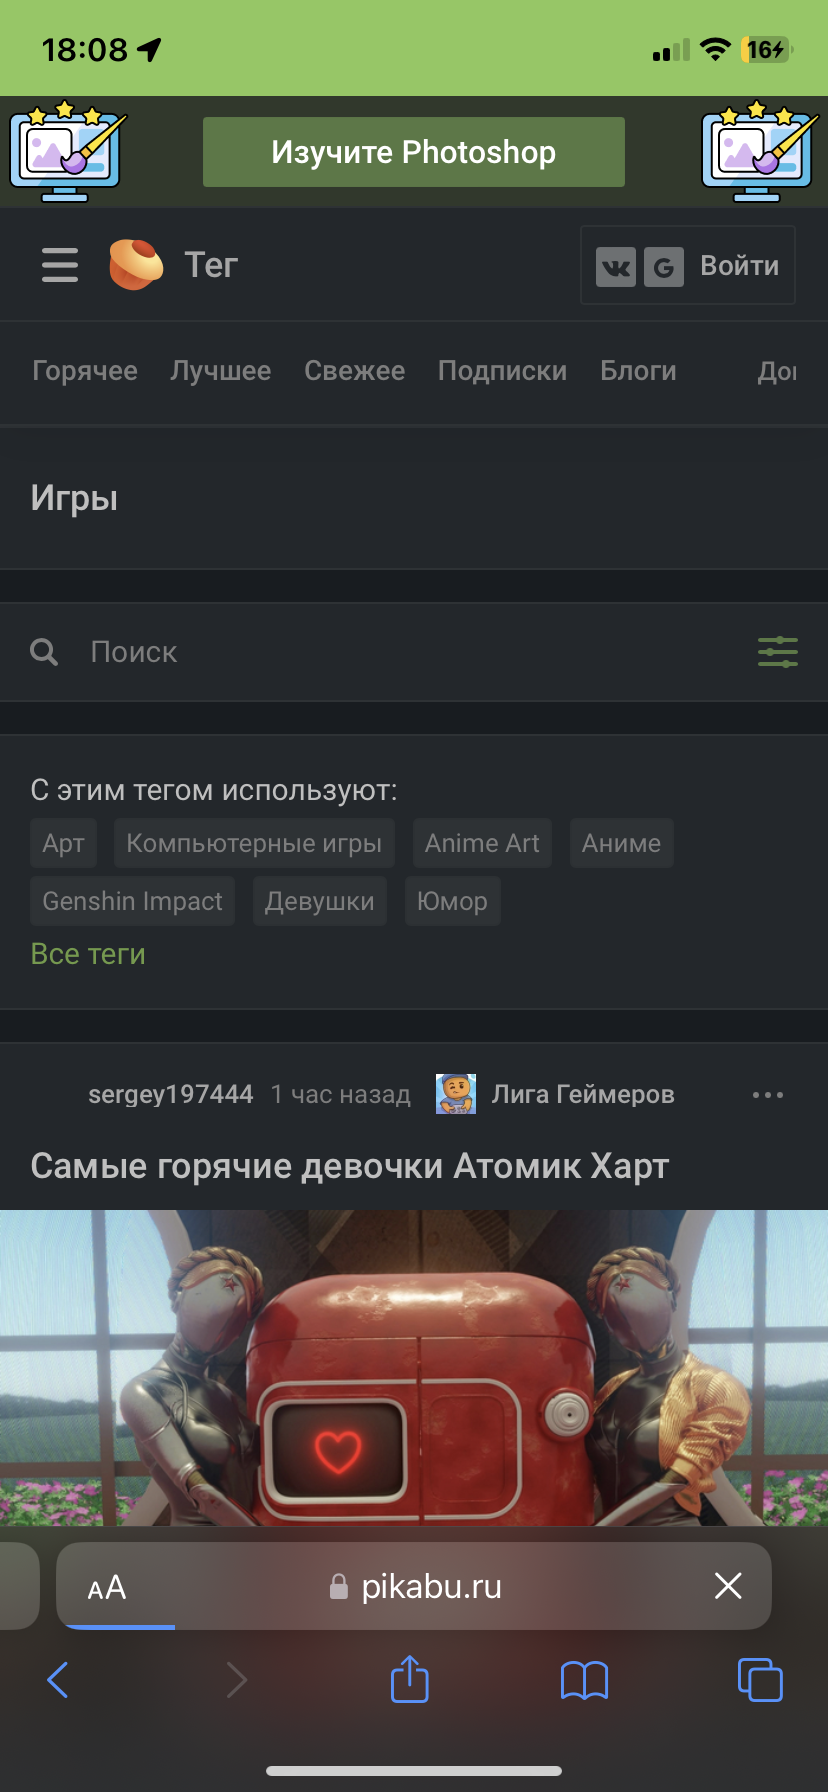 18:08
16
Изучите Photoshop
Тег
Войти
Горячее Лучшее Свежее Подписки Блоги
Игры
Поиск
С этим тегом используют:
Арт Компьютерные игры Anime Art Аниме
Genshin Impact Девушки Юмор
Все теги
sergey197444 1 час назад Лига Геймеров
Самые горячие девочки Атомик Харт
AA pikabu.ru